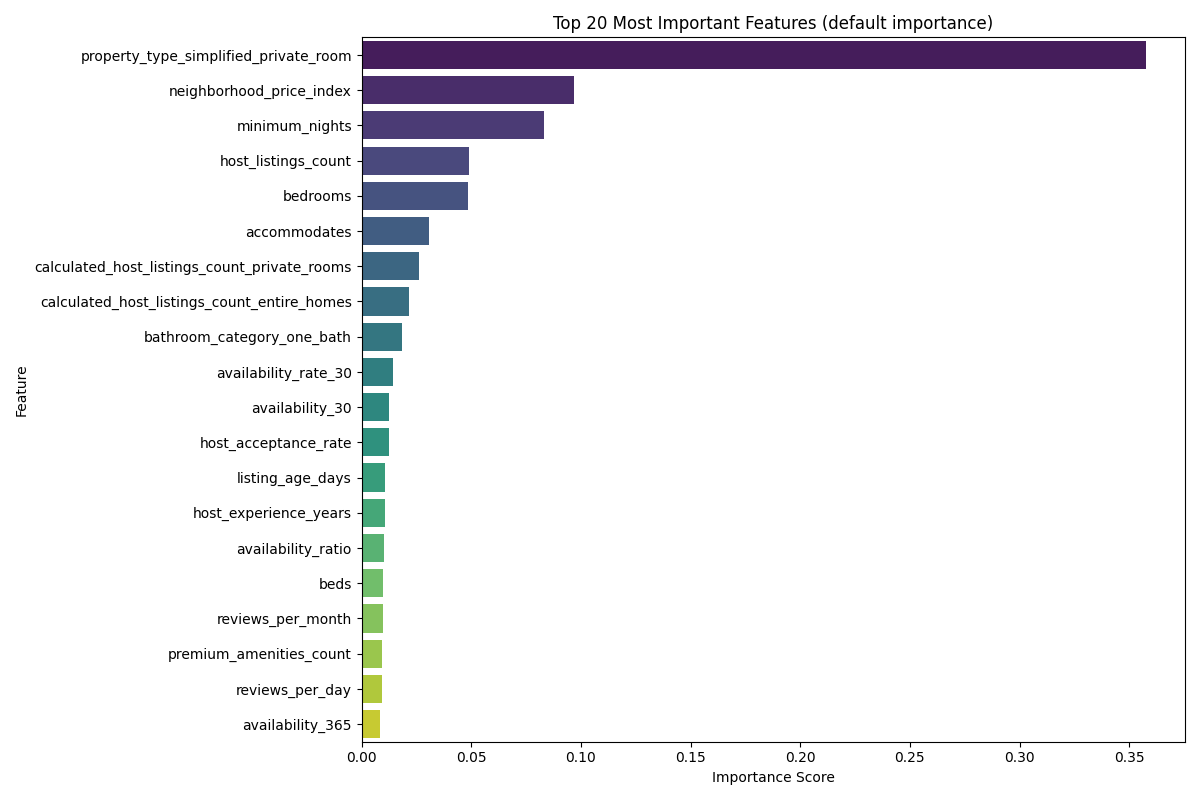 Top 20 Most Important Features (default importance)
property_type_simplified_private_room
neighborhood_price_index
minimum_nights
host_listings_count
bedrooms
accommodates
calculated_host_listings_count_private_rooms
calculated_host_listings_count_entire_homes
bathroom_category_one_bath
availability_rate_30
availability_30
host_acceptance_rate
listing_age_days
host_experience_years
availability_ratio
beds
reviews_per_month
premium_amenities_count
reviews_per_day
availability_365
Feature
0.00 0.05 0.10 0.15 0.20 0.25 0.30 0.35
Importance Score